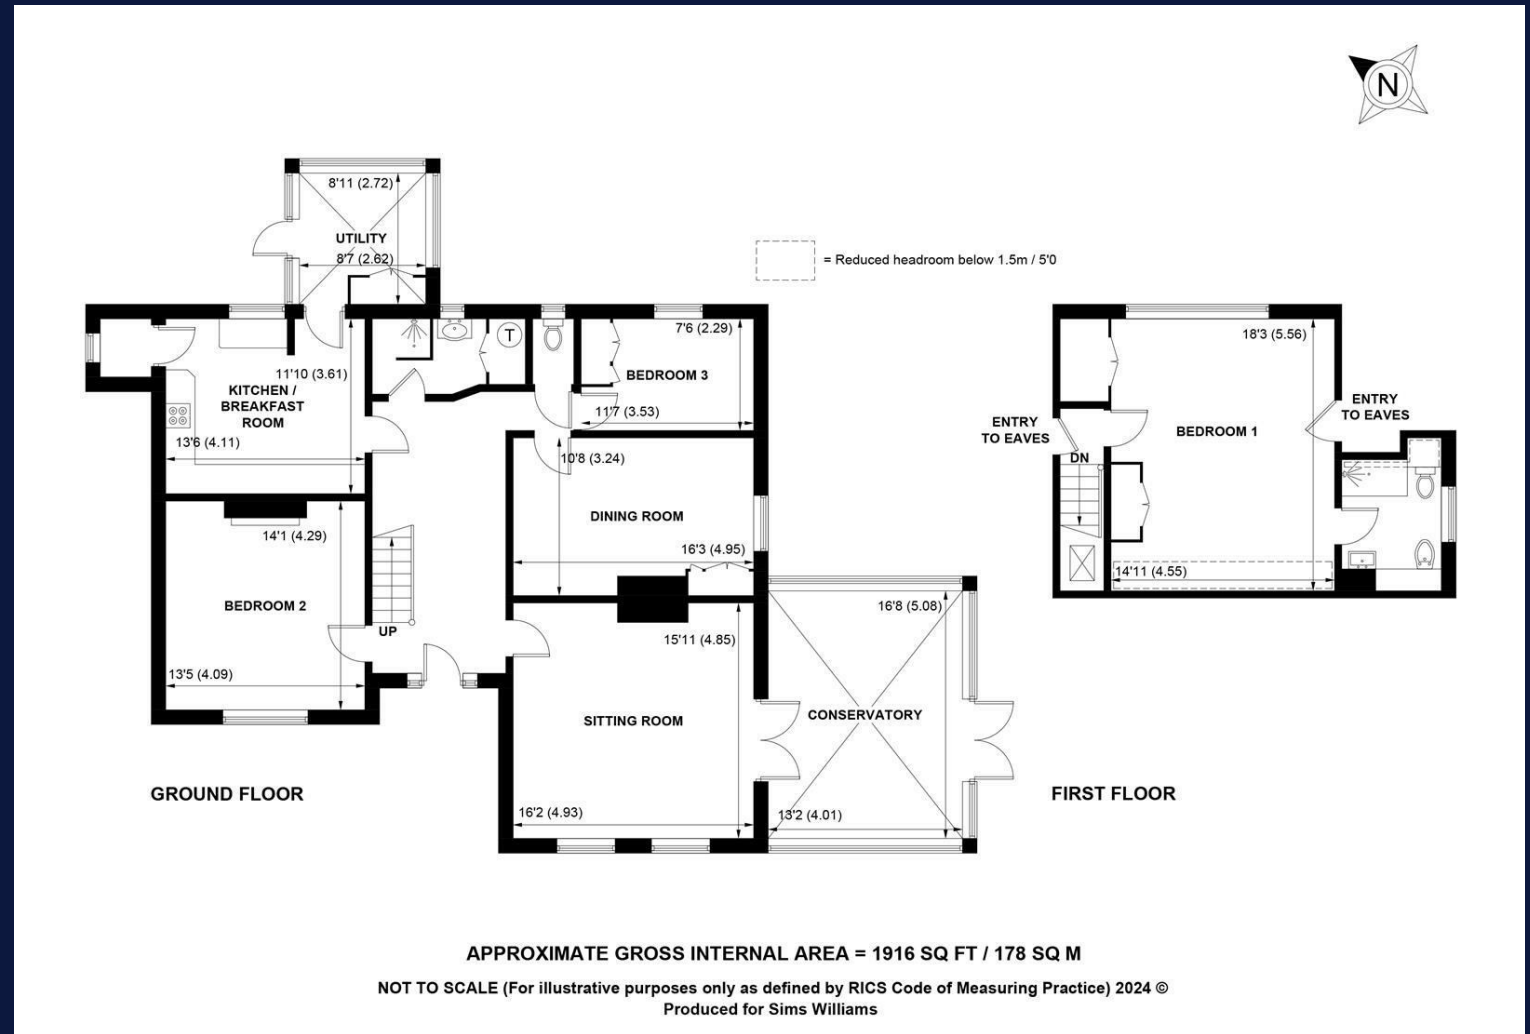 N
8'11 (2.72)
UTILITY
8'7 (2.62)
= Reduced headroom below 1.5m / 5'0
T
7'6 (2.29)
BEDROOM 3
11'7 (3.53)
11'10 (3.61)
KITCHEN /
BREAKFAST
ROOM
13'6 (4.11)
10'8 (3.24)
DINING ROOM
16'3 (4.95)
14'1 (4.29)
BEDROOM 2
13'5 (4.09)
UP
15'11 (4.85)
SITTING ROOM
16'2 (4.93)
16'8 (5.08)
CONSERVATORY
13'2 (4.01)
GROUND FLOOR
18'3 (5.56)
ENTRY
TO EAVES
ENTRY
TO EAVES
BEDROOM 1
DN
14'11 (4.55)
FIRST FLOOR
APPROXIMATE GROSS INTERNAL AREA = 1916 SQ FT / 178 SQ M
NOT TO SCALE (For illustrative purposes only as defined by RICS Code of Measuring Practice) 2024 ©
Produced for Sims Williams